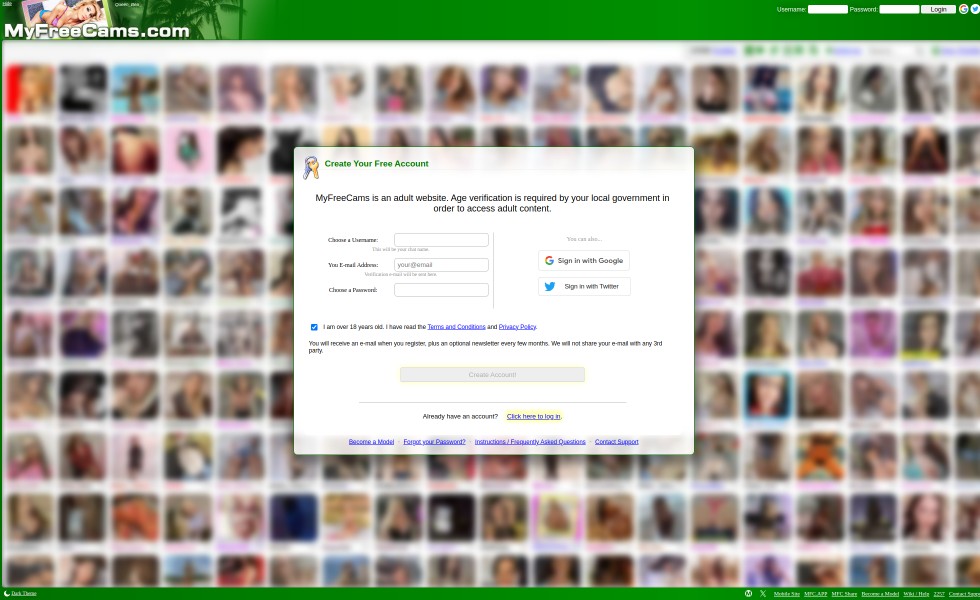 Hide
Username:
Password:
Login
MyFreeCams.com
Create Your Free Account
MyFreeCams is an adult website. Age verification is required by your local government in
order to access adult content.
Choose a Username:
This will be your chat name.
You E-mail Address:
your@email
Verification e-mail will be sent here.
Choose a Password:
You can also...
Sign in with Google
Sign in with Twitter
I am over 18 years old. I have read the Terms and Conditions and Privacy Policy.
You will receive an e-mail when you register, plus an optional newsletter every few months. We will not share your e-mail with any 3rd
party.
Create Account!
Already have an account? Click here to log in.
Become a Model - Forgot your Password? - Instructions / Frequently Asked Questions - Contact Support
Dark Theme
Mobile Site MFC.APP MFC Share Become a Model Wiki / Help 2257 Contact